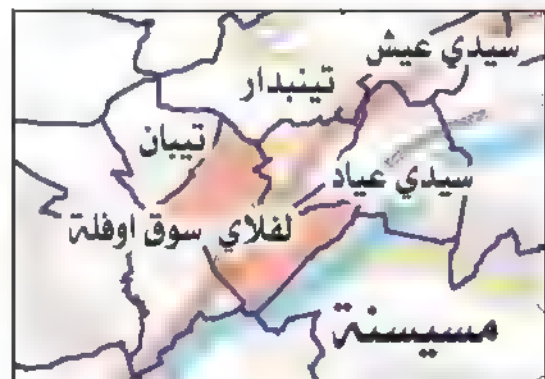 سيدي عيش
تينبدار
تيبان
سيدي عياد
لفلاي سوق اوفلة
مسيسنة